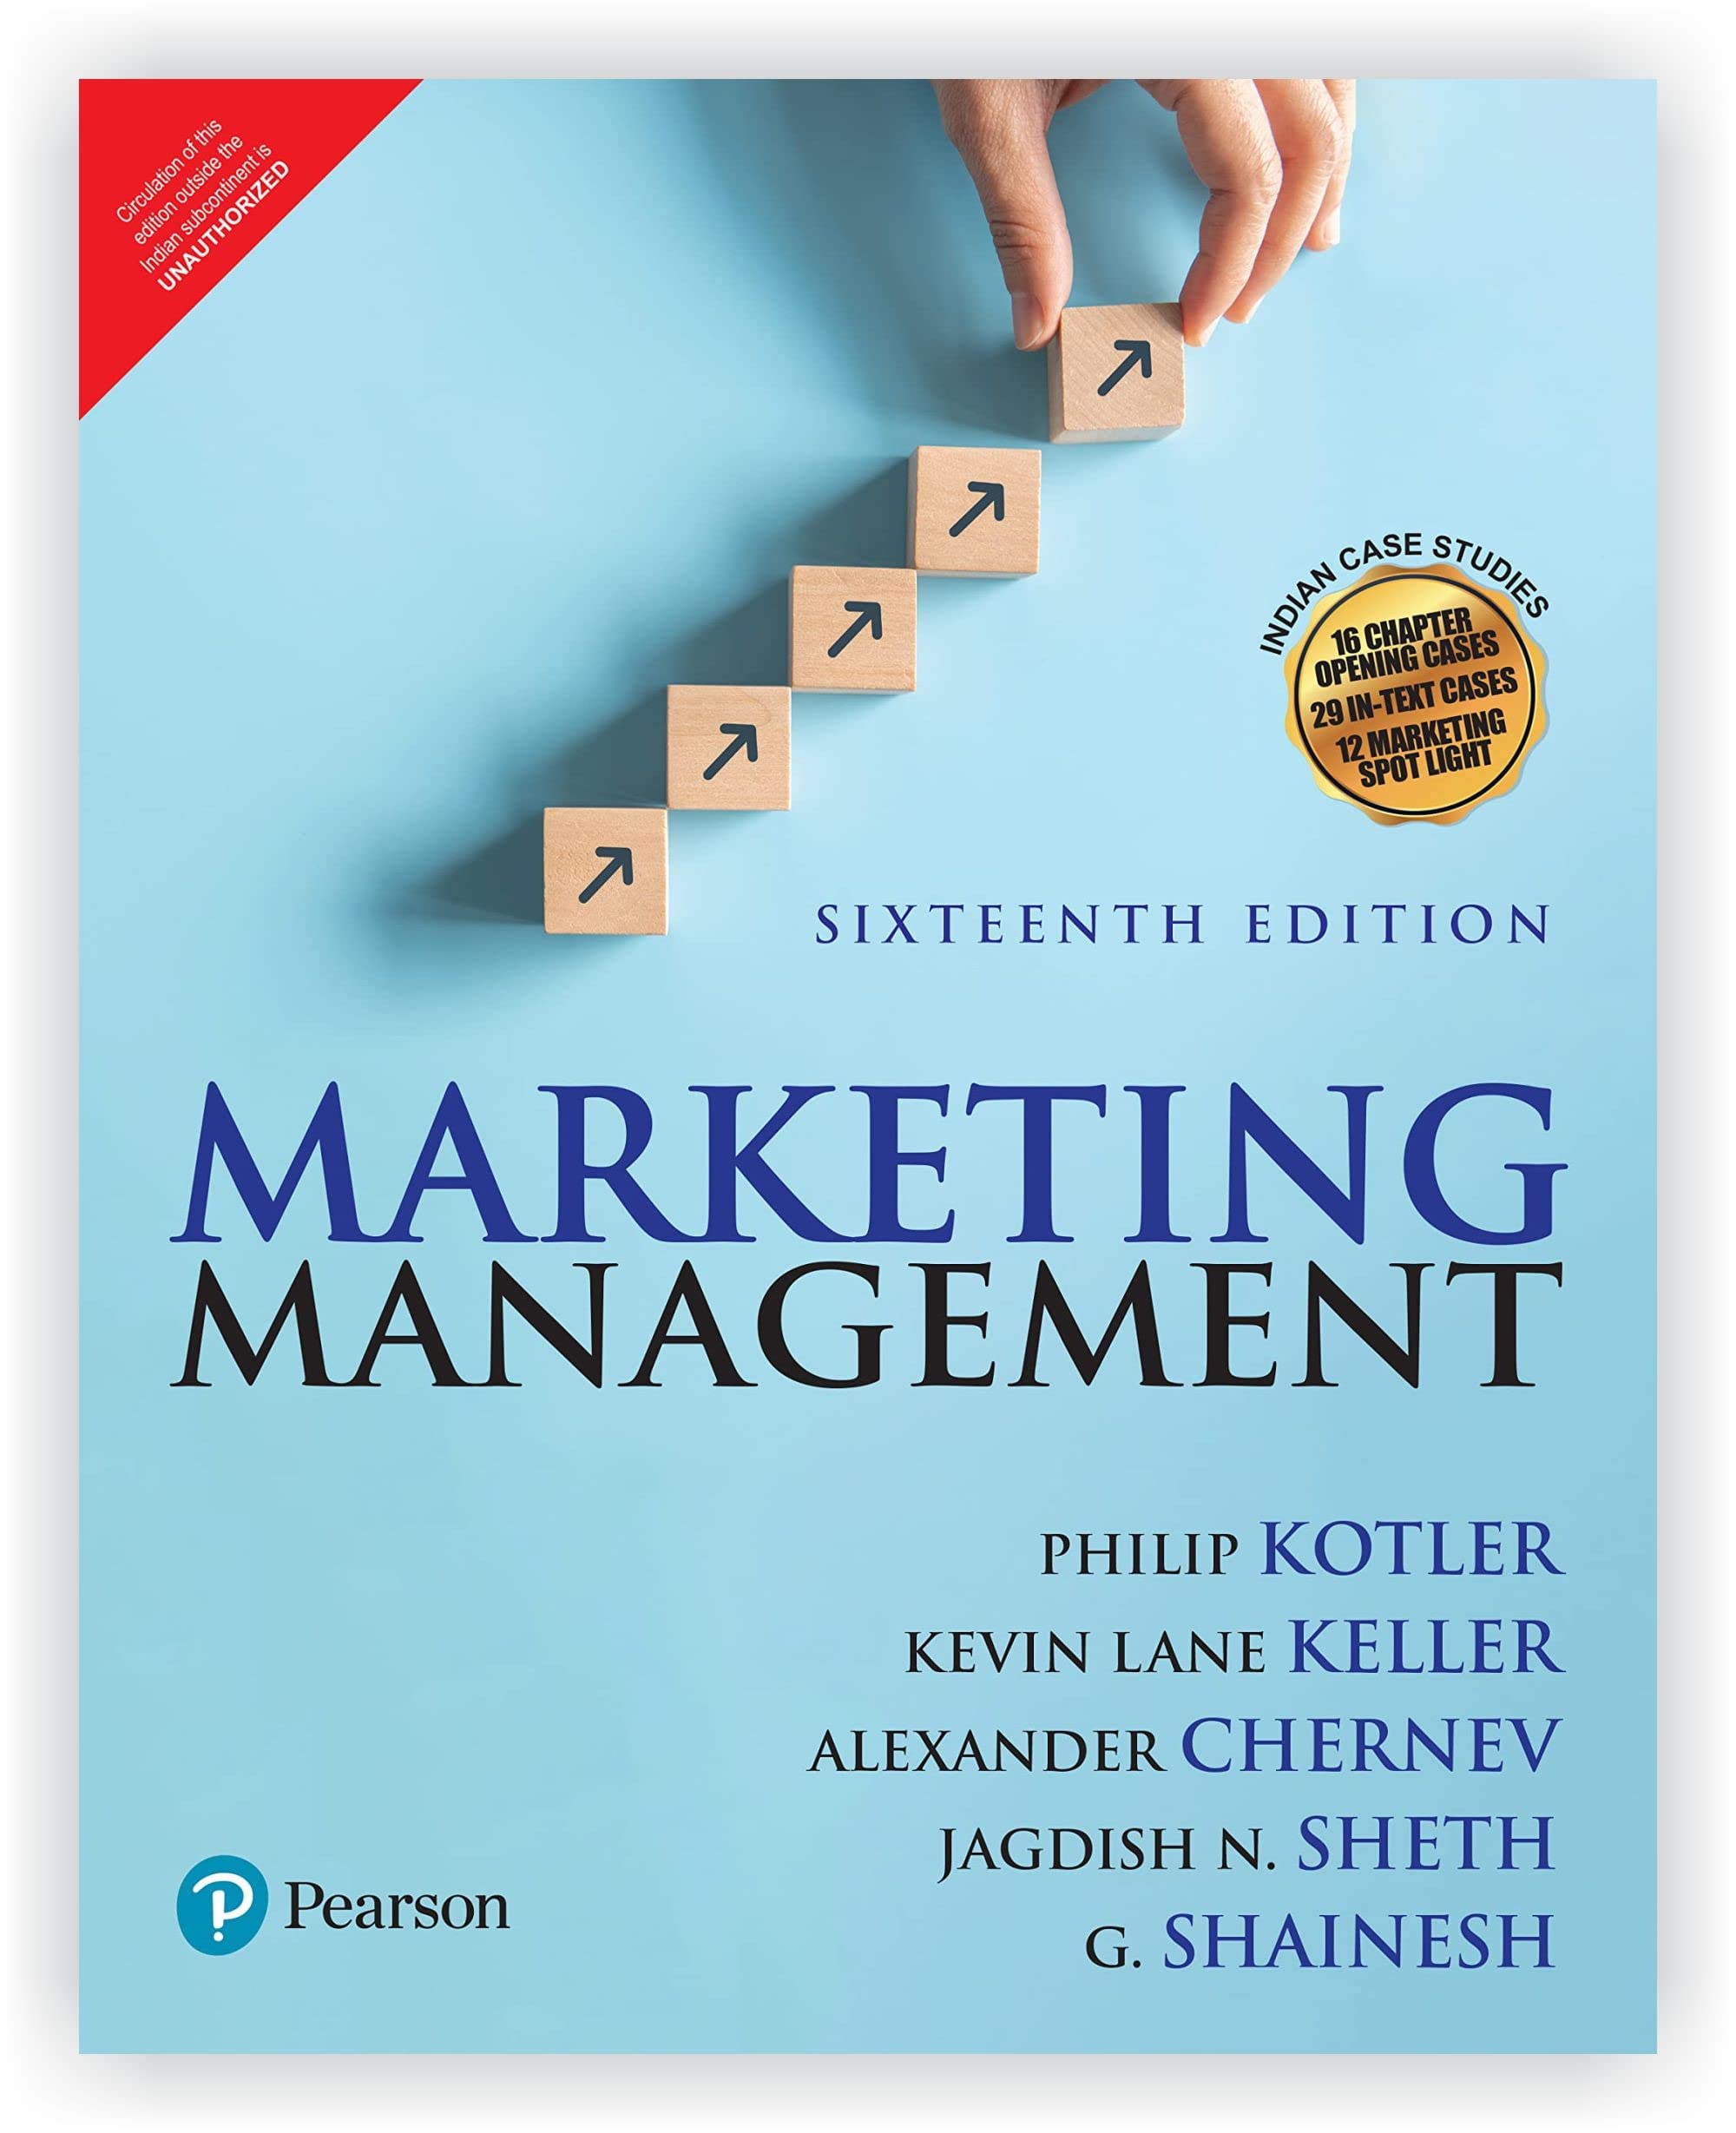 Circulation of this
edition outside the
Indian subcontinent is
UNAUTHORIZED
INDIAN CASE STUDIES
16 CHAPTER
OPENING CASES
29 IN-TEXT CASES
12 MARKETING
SPOT LIGHT
SIXTEENTH EDITION
MARKETING
MANAGEMENT
PHILIP KOTLER
KEVIN LANE KELLER
ALEXANDER CHERNEV
JAGDISH N. SHETH
G. SHAINESH
Pearson